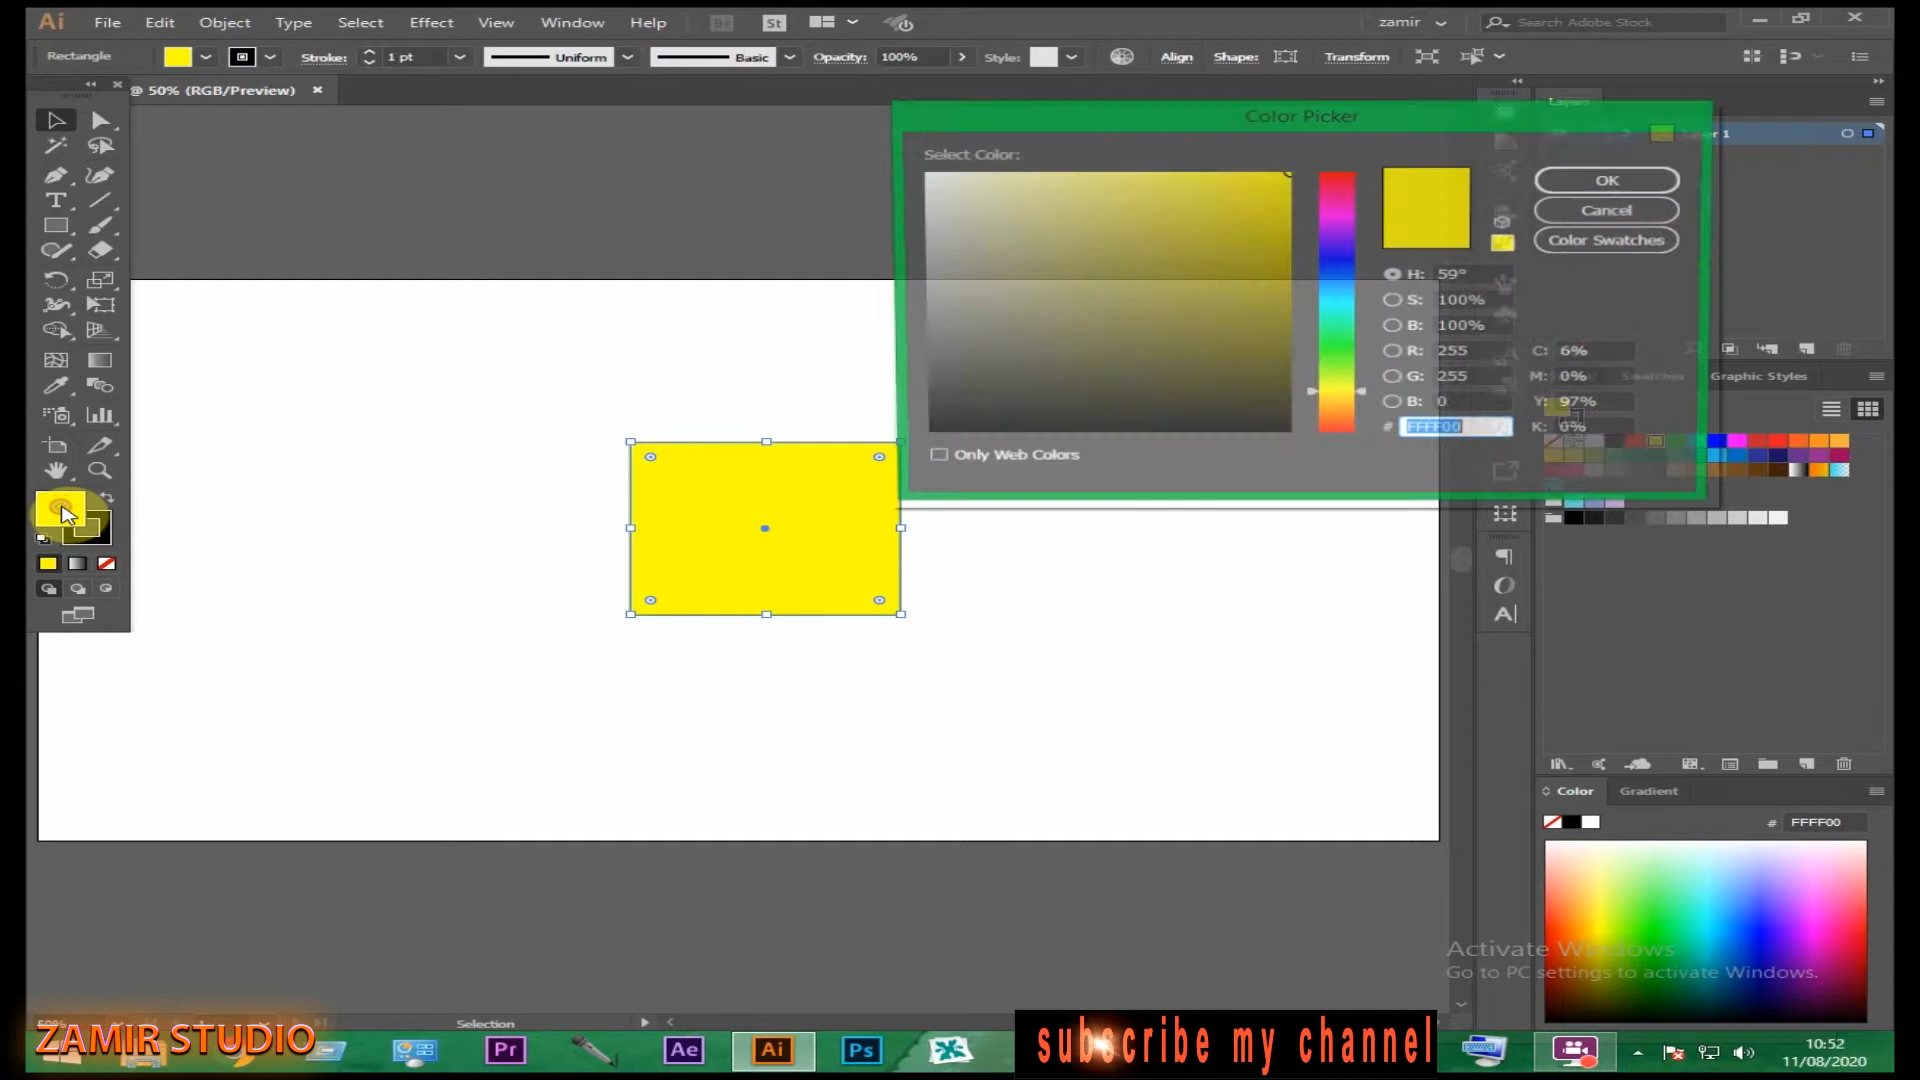 Ai File Edit Object Type Select Effect View Window Help Br St zamir Search Adobe Stock
Rectangle Stroke: 1 pt Uniform Basic Opacity: 100% Style: Align Shape: Transform
@ 50% (RGB/Preview)
Color Picker
Select Color:
OK
Cancel
Color Swatches
H: 59°
S: 100%
B: 100%
R: 255
G: 255
B: 0
# FFFF00
C: 6%
M: 0%
Y: 97%
K: 0%
Only Web Colors
Layers
Swatches Graphic Styles
Color Gradient
# FFFF00
Activate Windows
Go to PC settings to activate Windows.
Selection
ZAMIR STUDIO
Pr Ae Ai Ps
subscribe my channel
10:52
11/08/2020